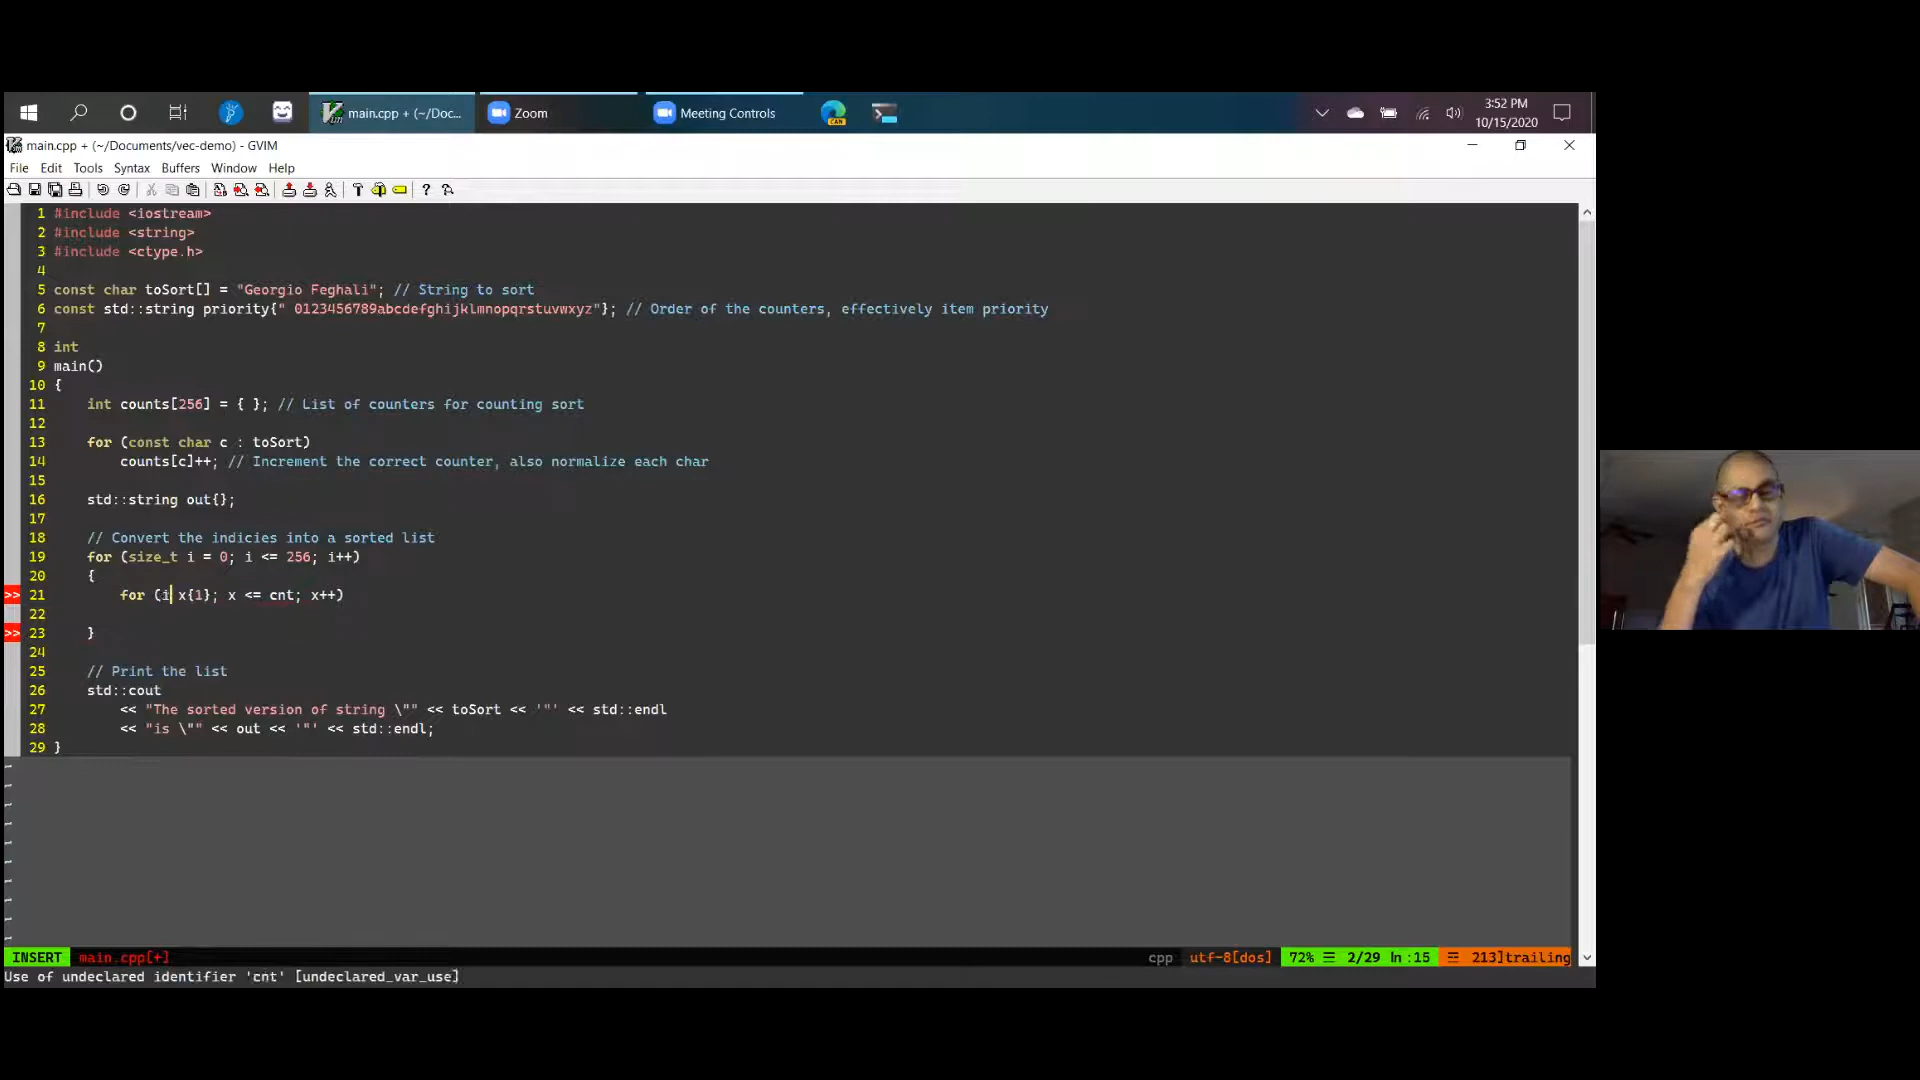 main.cpp + (~/Doc...
Zoom
Meeting Controls
CAN
3:52 PM
10/15/2020
main.cpp + (~/Documents/vec-demo) - GVIM
File Edit Tools Syntax Buffers Window Help
1 #include <iostream>
2 #include <string>
3 #include <ctype.h>
4
5 const char toSort[] = "Georgio Feghali"; // String to sort
6 const std::string priority{" 0123456789abcdefghijklmnopqrstuvwxyz"}; // Order of the counters, effectively item priority
7
8 int
9 main()
10 {
11     int counts[256] = { }; // List of counters for counting sort
12
13     for (const char c : toSort)
14         counts[c]++; // Increment the correct counter, also normalize each char
15
16     std::string out{};
17
18     // Convert the indicies into a sorted list
19     for (size_t i = 0; i <= 256; i++)
20     {
>> 21         for (i x{1}; x <= cnt; x++)
22
>> 23     }
24
25     // Print the list
26     std::cout
27         << "The sorted version of string \"" << toSort << '"' << std::endl
28         << "is \"" << out << '"' << std::endl;
29 }
~
~
~
~
~
~
~
~
~
~
INSERT main.cpp[+] cpp utf-8[dos] 72% ☰ 2/29 ln :15 ☲ 213]trailing
Use of undeclared identifier 'cnt' [undeclared_var_use]